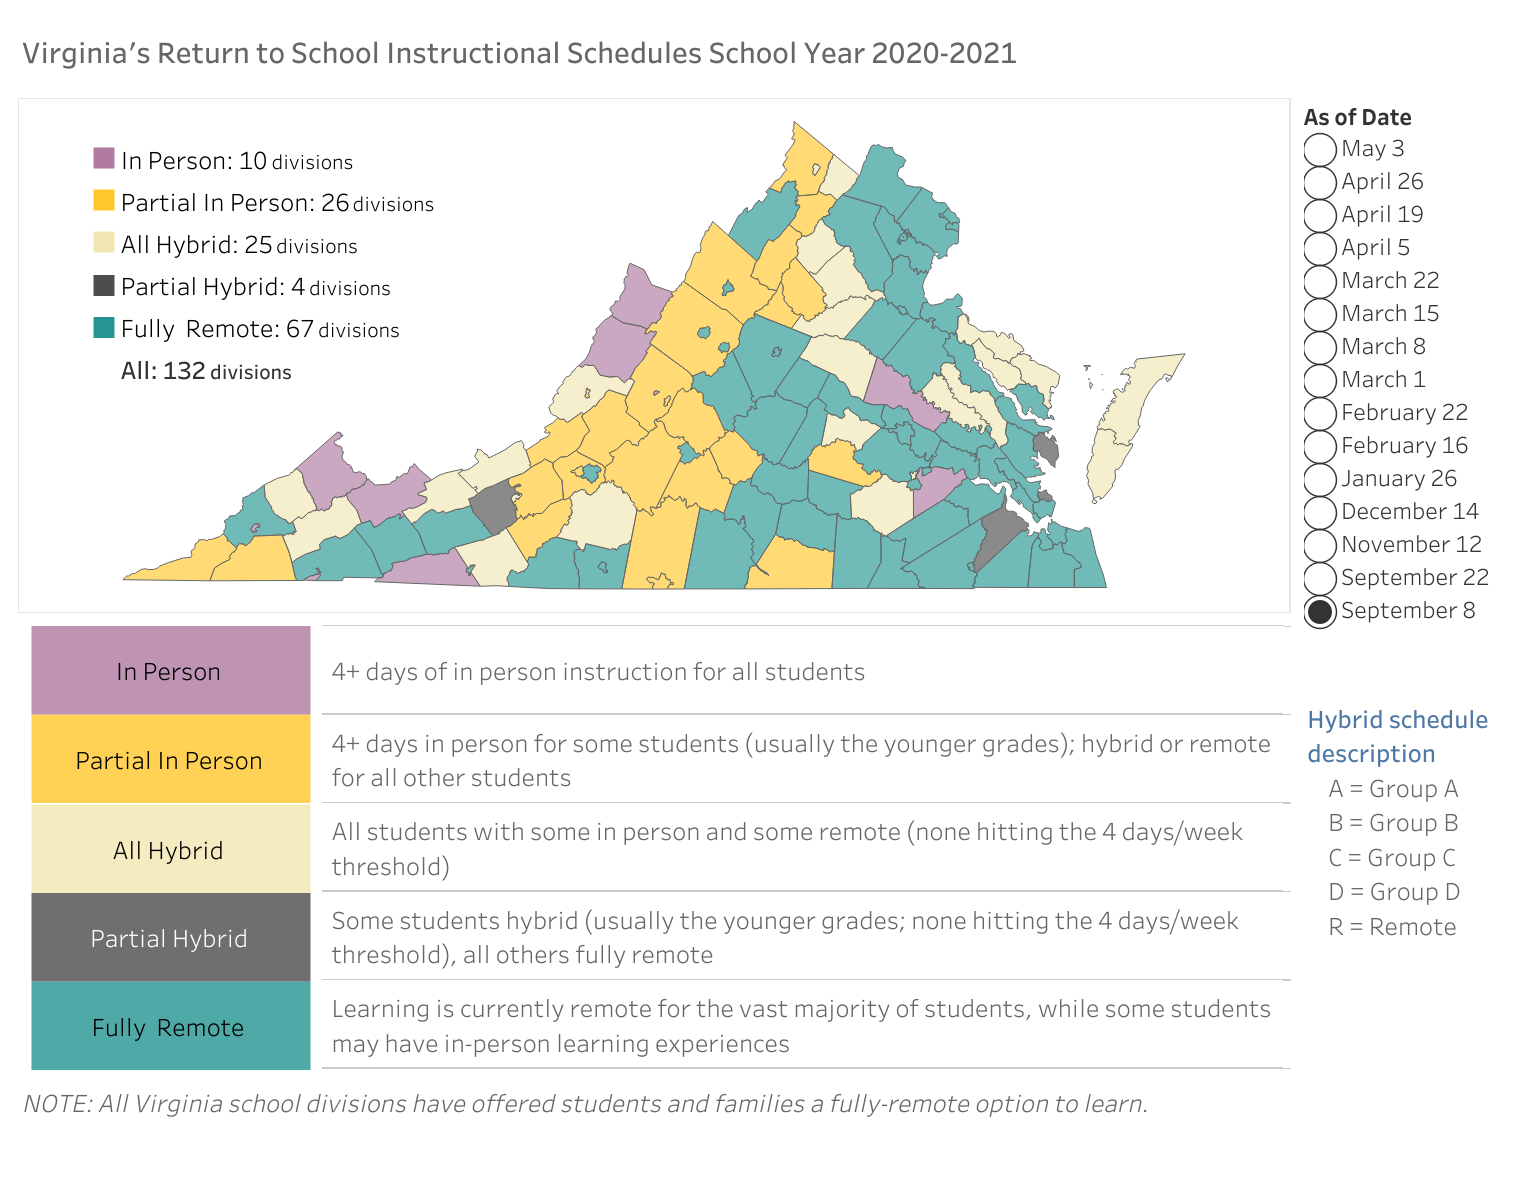 Virginia's Return to School Instructional Schedules School Year 2020-2021
In Person: 10 divisions
Partial In Person: 26 divisions
All Hybrid: 25 divisions
Partial Hybrid: 4 divisions
Fully Remote: 67 divisions
All: 132 divisions
As of Date
May 3
April 26
April 19
April 5
March 22
March 15
March 8
March 1
February 22
February 16
January 26
December 14
November 12
September 22
September 8
In Person
4+ days of in person instruction for all students
Partial In Person
4+ days in person for some students (usually the younger grades); hybrid or remote
for all other students
All Hybrid
All students with some in person and some remote (none hitting the 4 days/week
threshold)
Partial Hybrid
Some students hybrid (usually the younger grades; none hitting the 4 days/week
threshold), all others fully remote
Fully Remote
Learning is currently remote for the vast majority of students, while some students
may have in-person learning experiences
Hybrid schedule
description
A = Group A
B = Group B
C = Group C
D = Group D
R = Remote
NOTE: All Virginia school divisions have offered students and families a fully-remote option to learn.